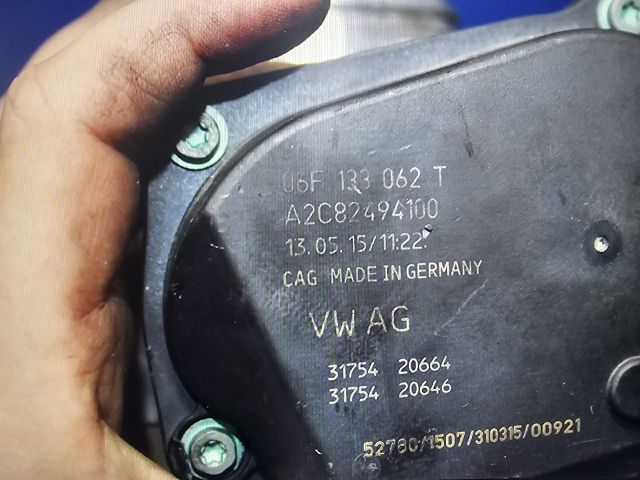 06F 133 062 T
A2C82494100
13.05.15/11:22
CAG MADE IN GERMANY
VW AG
31754 20664
31754 20646
52780/1507/310315/00921